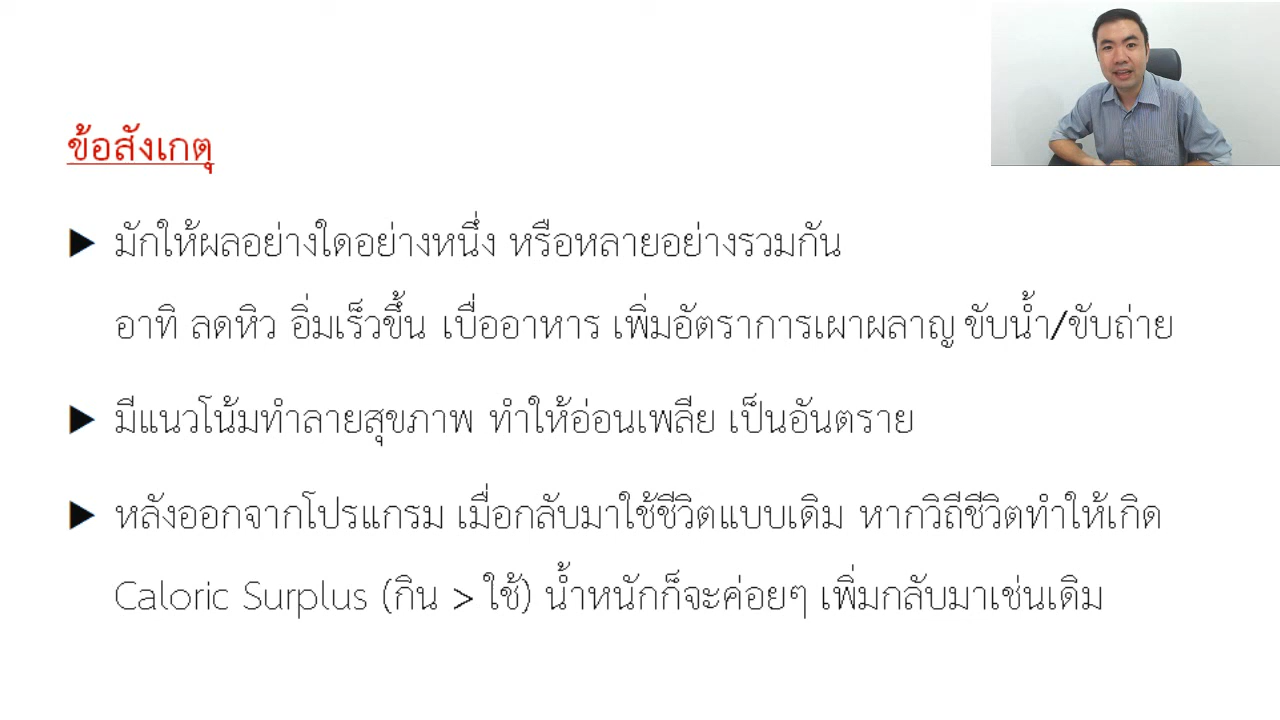 ข้อสังเกตุ
มักให้ผลอย่างใดอย่างหนึ่ง หรือหลายอย่างรวมกัน
อาทิ ลดหิว อิ่มเร็วขึ้น เบื่ออาหาร เพิ่มอัตราการเผาผลาญ ขับน้ำ/ขับถ่าย
มีแนวโน้มทำลายสุขภาพ ทำให้อ่อนเพลีย เป็นอันตราย
หลังออกจากโปรแกรม เมื่อกลับมาใช้ชีวิตแบบเดิม หากวิถีชีวิตทำให้เกิด
Caloric Surplus (กิน > ใช้) น้ำหนักก็จะค่อยๆ เพิ่มกลับมาเช่นเดิม